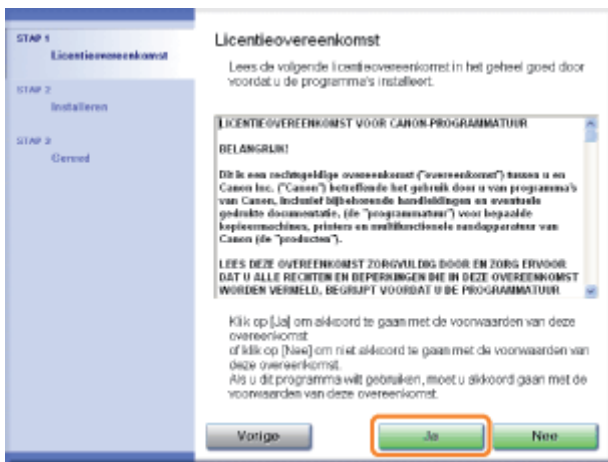 STAP 1
Licentieovereenkomst
STAP 2
Installeren
STAP 3
Gereed
Licentieovereenkomst
Lees de volgende licentieovereenkomst in het geheel goed door
voordat u de programma's installeert.
LICENTIEOVEREENKOMST VOOR CANON-PROGRAMMATUUR
BELANGRIJK!
Dit is een rechtsgeldige overeenkomst ("overeenkomst") tussen u en
Canon Inc. ("Canon") betreffende het gebruik door u van programma's
van Canon, inclusief bijbehorende handleidingen en eventuele
gedrukte documentatie, (de "programmatuur") voor bepaalde
kopieermachines, printers en multifunctionele randapparatuur van
Canon (de "producten").
LEES DEZE OVEREENKOMST ZORGVULDIG DOOR EN ZORG ERVOOR
DAT U ALLE RECHTEN EN BEPERKINGEN DIE IN DEZE OVEREENKOMST
WORDEN VERMELD, BEGRIJPT VOORDAT U DE PROGRAMMATUUR
Klik op [Ja] om akkoord te gaan met de voorwaarden van deze
overeenkomst
of klik op [Nee] om niet akkoord te gaan met de voorwaarden van
deze overeenkomst.
Als u dit programma wilt gebruiken, moet u akkoord gaan met de
voorwaarden van deze overeenkomst.
Vorige
Ja
Nee